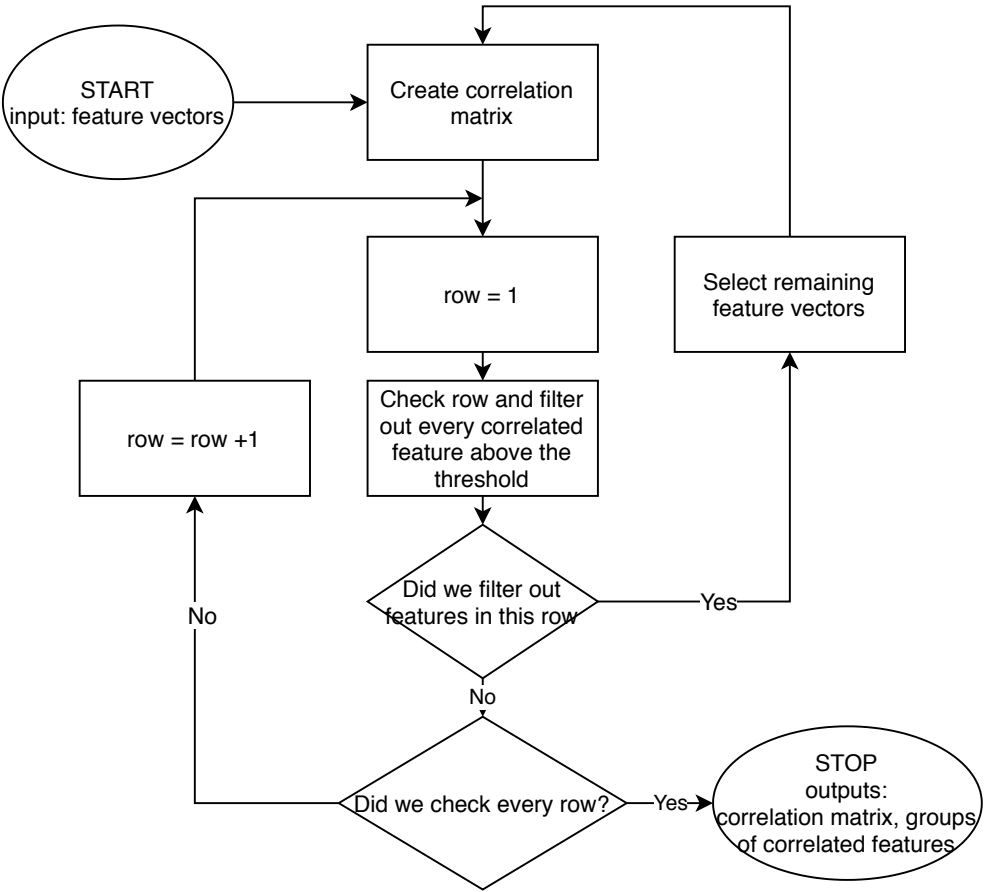 START
input: feature vectors
Create correlation
matrix
row = 1
Select remaining
feature vectors
Check row and filter
out every correlated
feature above the
threshold
row = row +1
Did we filter out
features in this row
Yes
No
No
Did we check every row?
Yes
STOP
outputs:
correlation matrix, groups
of correlated features